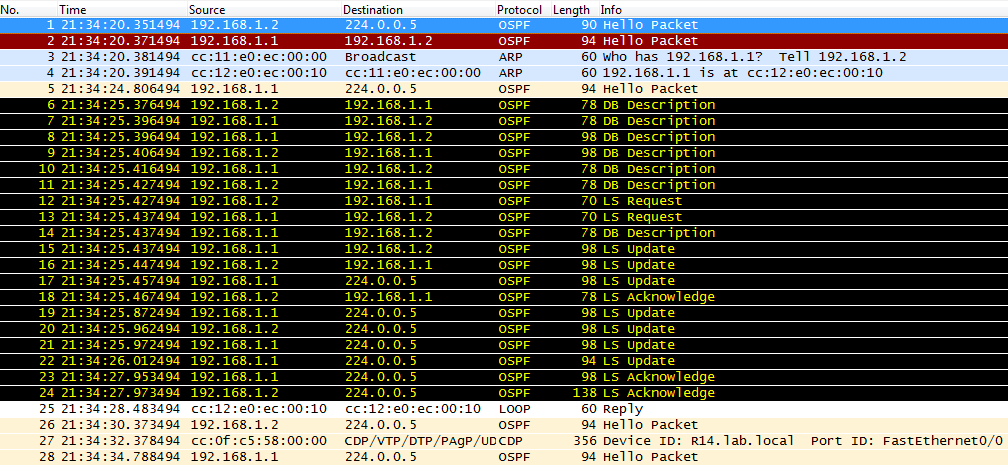 No. Time Source Destination Protocol Length Info
1 21:34:20.351494 192.168.1.2 224.0.0.5 OSPF 90 Hello Packet
2 21:34:20.371494 192.168.1.1 192.168.1.2 OSPF 94 Hello Packet
3 21:34:20.381494 cc:11:e0:ec:00:00 Broadcast ARP 60 Who has 192.168.1.1? Tell 192.168.1.2
4 21:34:20.391494 cc:12:e0:ec:00:10 cc:11:e0:ec:00:00 ARP 60 192.168.1.1 is at cc:12:e0:ec:00:10
5 21:34:24.806494 192.168.1.1 224.0.0.5 OSPF 94 Hello Packet
6 21:34:25.376494 192.168.1.2 192.168.1.1 OSPF 78 DB Description
7 21:34:25.396494 192.168.1.1 192.168.1.2 OSPF 78 DB Description
8 21:34:25.396494 192.168.1.1 192.168.1.2 OSPF 98 DB Description
9 21:34:25.406494 192.168.1.2 192.168.1.1 OSPF 98 DB Description
10 21:34:25.416494 192.168.1.1 192.168.1.2 OSPF 78 DB Description
11 21:34:25.427494 192.168.1.2 192.168.1.1 OSPF 78 DB Description
12 21:34:25.427494 192.168.1.2 192.168.1.1 OSPF 70 LS Request
13 21:34:25.437494 192.168.1.1 192.168.1.2 OSPF 70 LS Request
14 21:34:25.437494 192.168.1.1 192.168.1.2 OSPF 78 DB Description
15 21:34:25.437494 192.168.1.1 192.168.1.2 OSPF 98 LS Update
16 21:34:25.447494 192.168.1.2 192.168.1.1 OSPF 98 LS Update
17 21:34:25.457494 192.168.1.1 224.0.0.5 OSPF 98 LS Update
18 21:34:25.467494 192.168.1.2 192.168.1.1 OSPF 78 LS Acknowledge
19 21:34:25.872494 192.168.1.1 224.0.0.5 OSPF 98 LS Update
20 21:34:25.962494 192.168.1.2 224.0.0.5 OSPF 98 LS Update
21 21:34:25.972494 192.168.1.1 224.0.0.5 OSPF 98 LS Update
22 21:34:26.012494 192.168.1.1 224.0.0.5 OSPF 94 LS Update
23 21:34:27.953494 192.168.1.1 224.0.0.5 OSPF 98 LS Acknowledge
24 21:34:27.973494 192.168.1.2 224.0.0.5 OSPF 138 LS Acknowledge
25 21:34:28.483494 cc:12:e0:ec:00:10 cc:12:e0:ec:00:10 LOOP 60 Reply
26 21:34:30.373494 192.168.1.2 224.0.0.5 OSPF 94 Hello Packet
27 21:34:32.378494 cc:0f:c5:58:00:00 CDP/VTP/DTP/PAgP/UD CDP 356 Device ID: R14.lab.local Port ID: FastEthernet0/0
28 21:34:34.788494 192.168.1.1 224.0.0.5 OSPF 94 Hello Packet